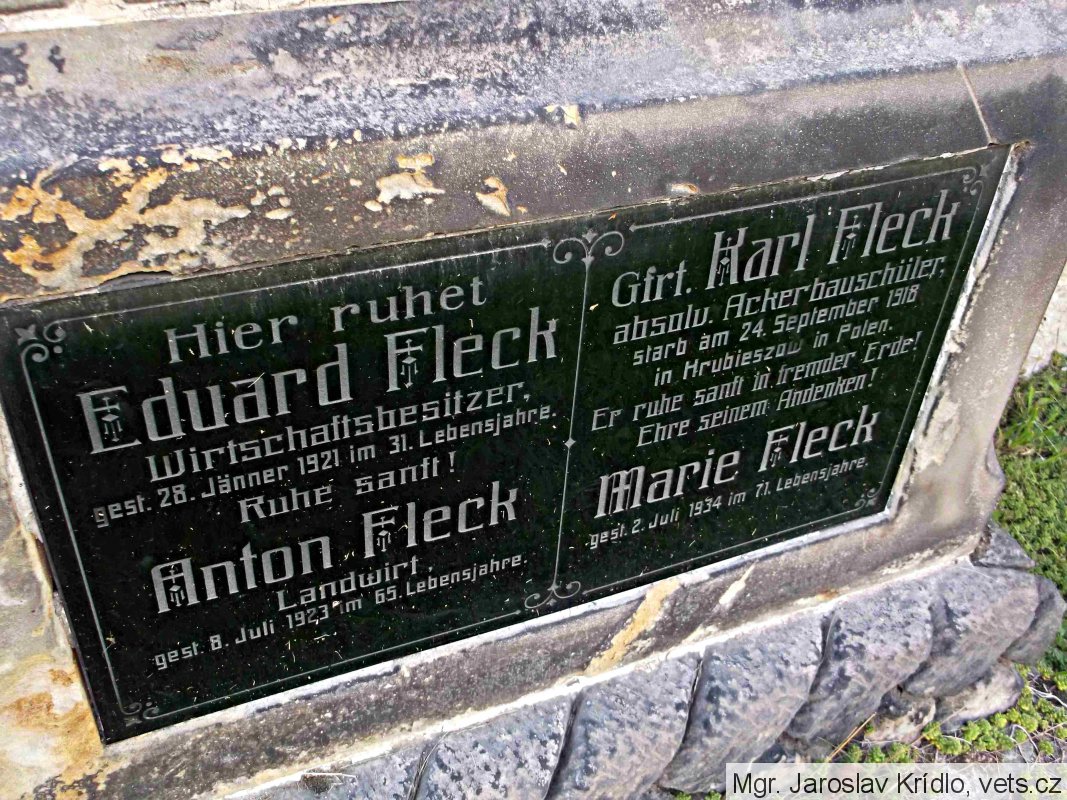 Hier ruhet
Eduard Fleck
Wirtschaftsbesitzer,
gest. 28. Jänner 1921 im 31. Lebensjahre.
Ruhe sanft!
Anton Fleck
Landwirt,
gest. 8. Juli 1923 im 65. Lebensjahre.
Gfrt. Karl Fleck
absolv. Ackerbauschüler,
starb am 24. September 1918
in Hrubieszow in Polen.
Er ruhe sanft in fremder Erde!
Ehre seinem Andenken!
Marie Fleck
gest. 2. Juli 1934 im 71. Lebensjahre.
Mgr. Jaroslav Krídlo, vets.cz